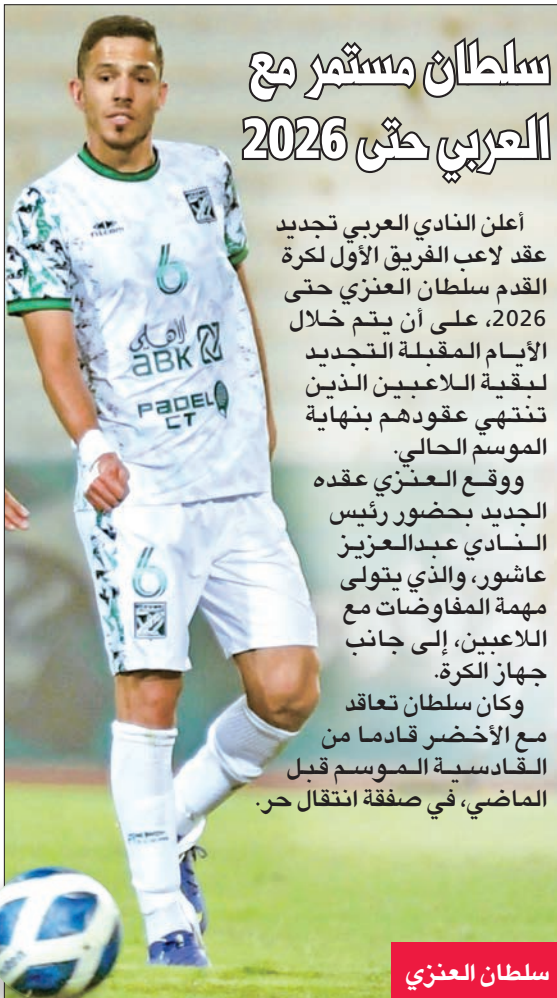 سلطان مستمر مع
العربي حتى 2026
أعلن النادي العربي تجديد
عقد لاعب الفريق الأول لكرة
القدم سلطان العنزي حتى
2026، على أن يتم خلال
الأيام المقبلة التجديد
لبقية اللاعبين الذين
تنتهي عقودهم بنهاية
الموسم الحالي.
ووقع العنزي عقده
الجديد بحضور رئيس
النادي عبدالعزيز
عاشور، والذي يتولى
مهمة المفاوضات مع
اللاعبين، إلى جانب
جهاز الكرة.
وكان سلطان تعاقد
مع الأخضر قادما من
القادسية الموسم قبل
الماضي، في صفقة انتقال حر.
6
الأهلي
ABK
PADEL
CT
6
سلطان العنزي